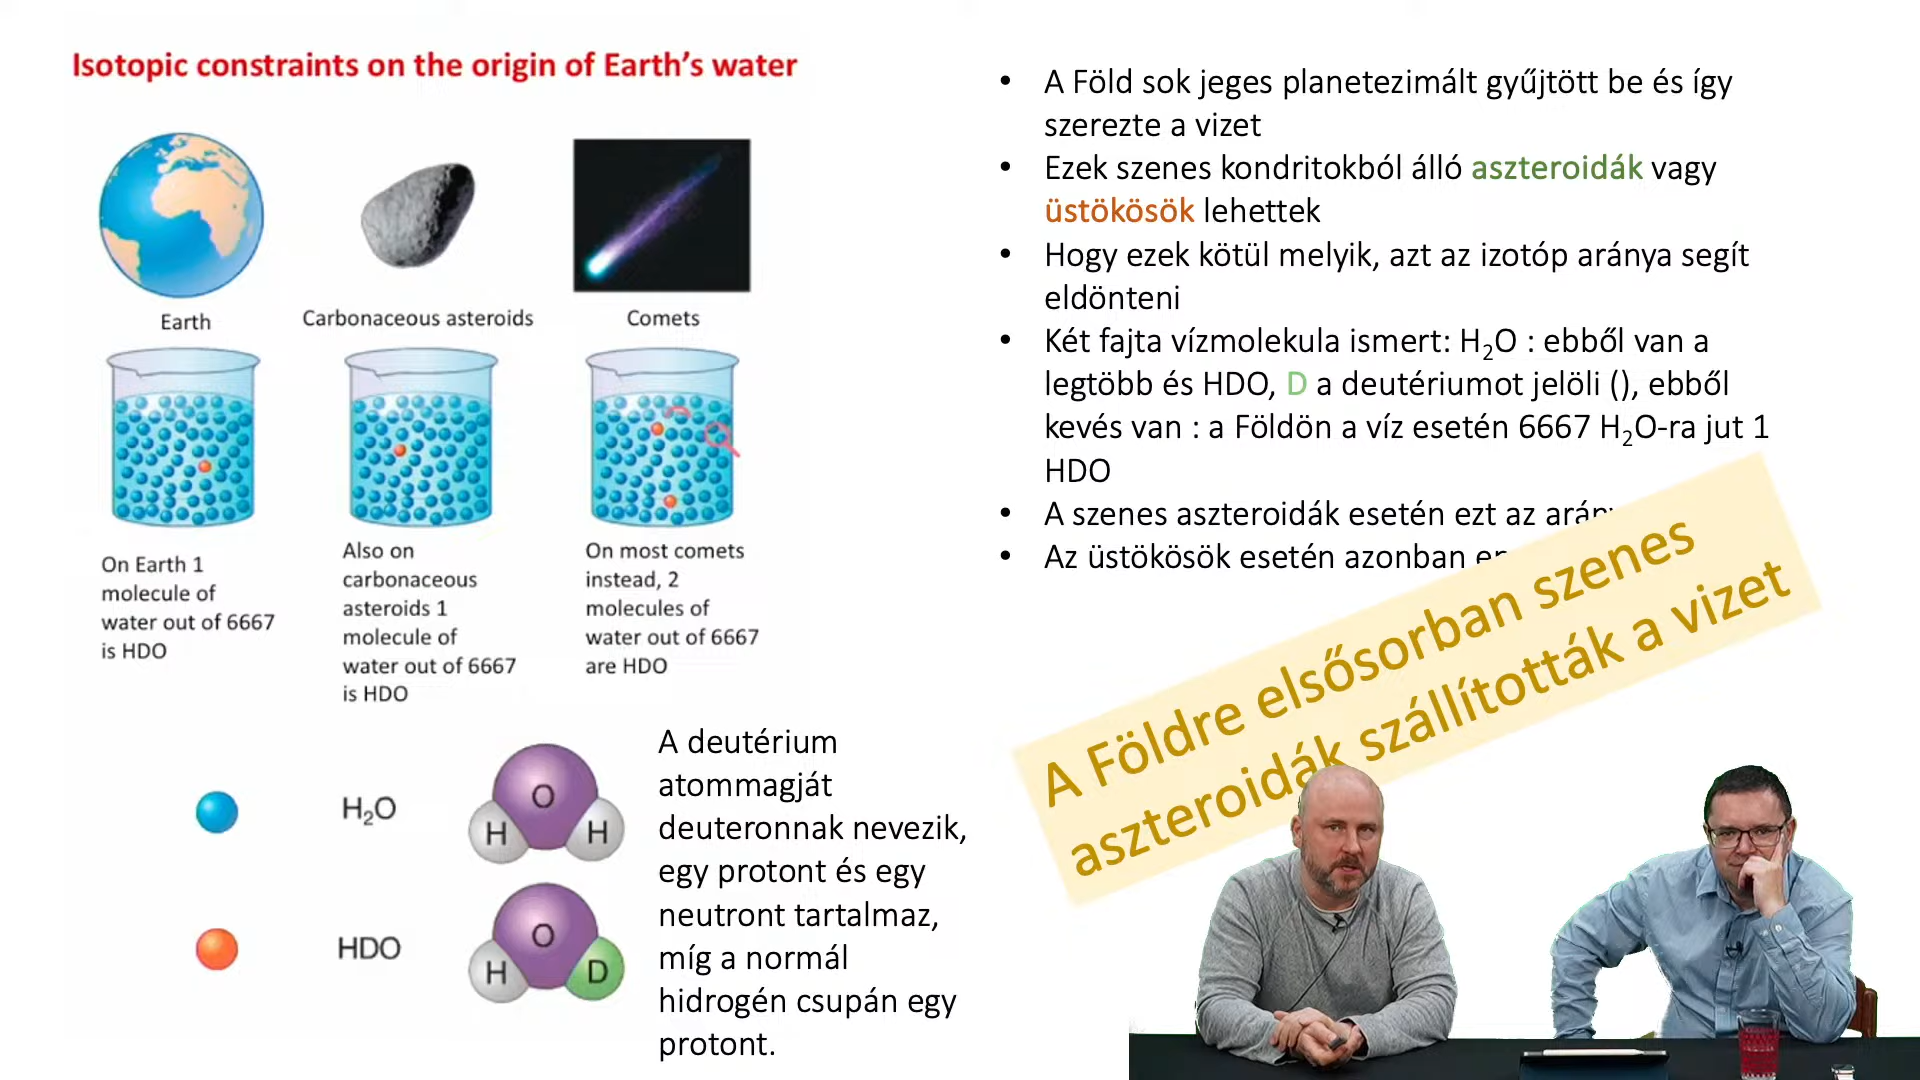 Isotopic constraints on the origin of Earth's water
Earth
Carbonaceous asteroids
Comets
On Earth 1
molecule of
water out of 6667
is HDO
Also on
carbonaceous
asteroids 1
molecule of
water out of 6667
is HDO
On most comets
instead, 2
molecules of
water out of 6667
are HDO
H₂O
O
H
H
HDO
O
H
D
A deutérium
atommagját
deuteronnak nevezik,
egy protont és egy
neutront tartalmaz,
míg a normál
hidrogén csupán egy
protont.
• A Föld sok jeges planetezimált gyűjtött be és így
szerezte a vizet
• Ezek szenes kondritokból álló aszteroidák vagy
üstökösök lehettek
• Hogy ezek kötül melyik, azt az izotóp aránya segít
eldönteni
• Két fajta vízmolekula ismert: H₂O : ebből van a
legtöbb és HDO, D a deutériumot jelöli (), ebből
kevés van : a Földön a víz esetén 6667 H₂O-ra jut 1
HDO
• A szenes aszteroidák esetén ezt az
• Az üstökösök esetén azonban
A Földre elsősorban szenes
aszteroidák szállították a vizet